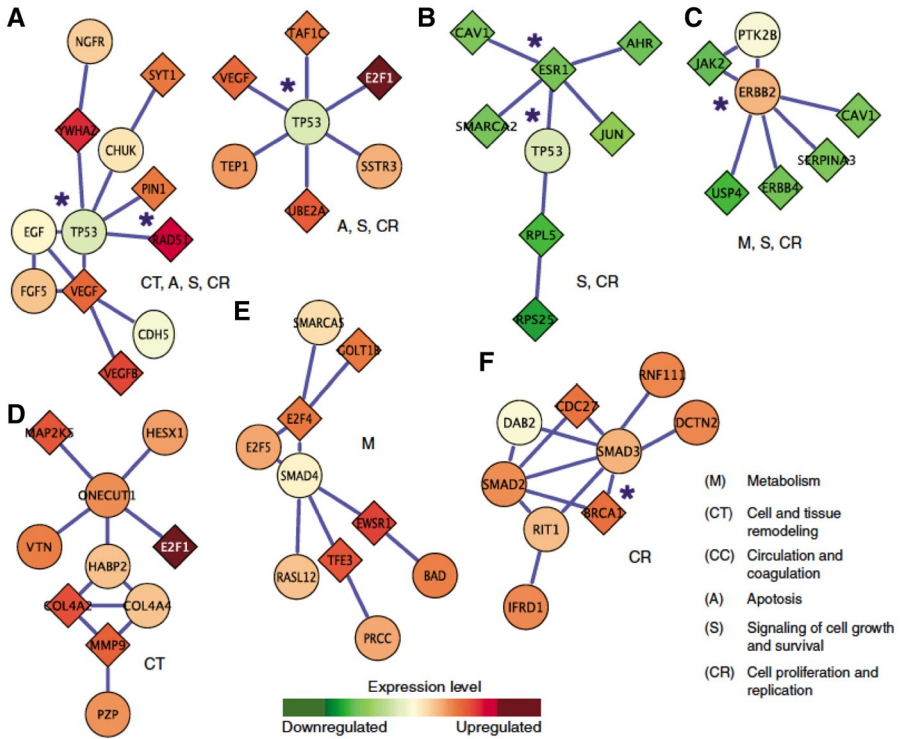 A
NGFR
SYT1
YWHAZ
CHUK
PIN1
*
*
EGF
TP53
RAD51
FGF5
VEGF
CDH5
VEGFB
CT, A, S, CR
TAF1C
VEGF
*
E2F1
TP53
TEP1
SSTR3
UBE2A
A, S, CR
B
CAV1
*
AHR
ESR1
*
SMARCA2
JUN
TP53
RPL5
RPS25
S, CR
C
PTK2B
JAK2
ERBB2
*
CAV1
SERPINA3
USP4
ERBB4
M, S, CR
D
MAP2K5
HESX1
ONECUT1
VTN
E2F1
HABP2
COL4A2
COL4A4
MMP9
CT
PZP
E
SMARCA5
GOLT1B
E2F4
E2F5
M
SMAD4
EWSR1
TFE3
RASL12
BAD
PRCC
F
RNF111
CDC27
DAB2
DCTN2
SMAD3
SMAD2
*
BRCA1
RIT1
CR
IFRD1
(M) Metabolism
(CT) Cell and tissue
remodeling
(CC) Circulation and
coagulation
(A) Apotosis
(S) Signaling of cell growth
and survival
(CR) Cell proliferation and
replication
Expression level
Downregulated Upregulated